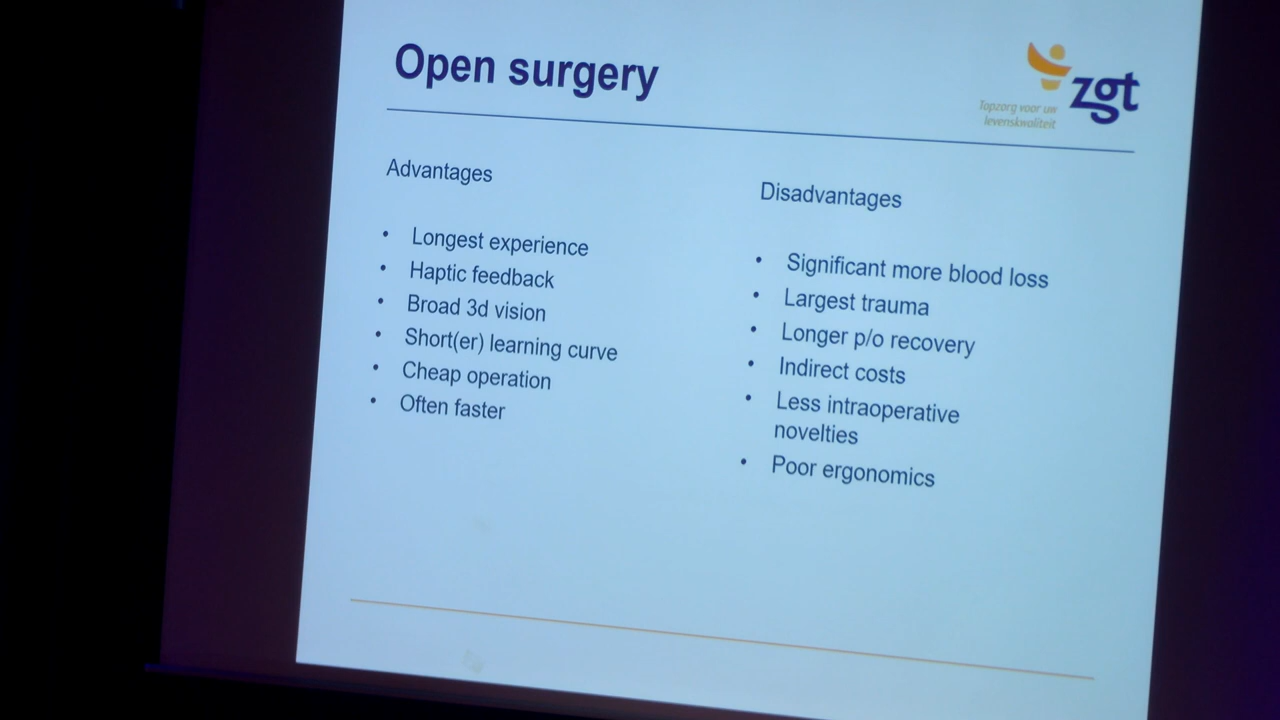 Open surgery
zgt
Topzorg voor uw
levenskwaliteit
Advantages
• Longest experience
• Haptic feedback
• Broad 3d vision
• Short(er) learning curve
• Cheap operation
• Often faster
Disadvantages
• Significant more blood loss
• Largest trauma
• Longer p/o recovery
• Indirect costs
• Less intraoperative
novelties
• Poor ergonomics